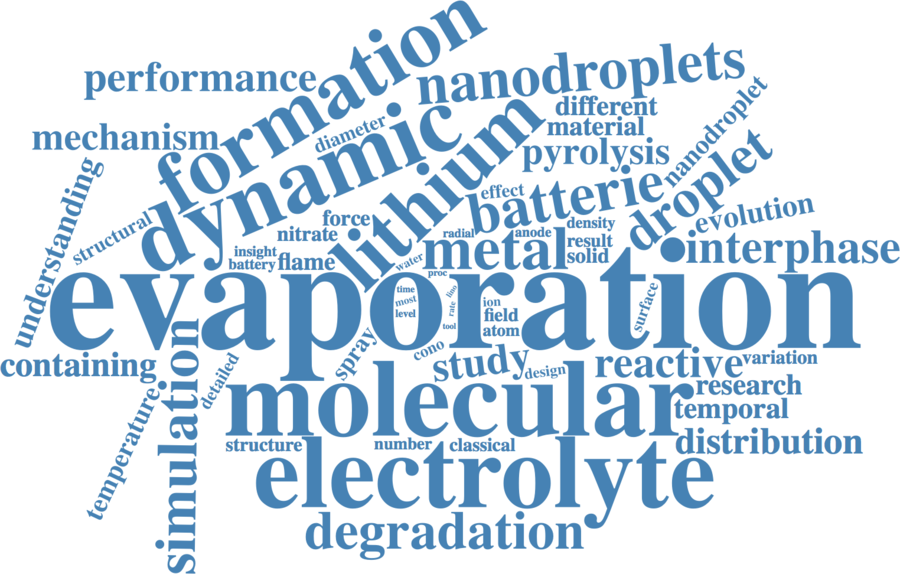 formation
performance
nanodroplets
different
nanodroplet
mechanism
diameter
material
dynamic
lithium
pyrolysis
droplet
understanding
structural
effect
batterie
evolution
force
nitrate
radial
anode
density
insight
flame
battery
water
metal
result
solid
interphase
evaporation
proc
time
most
level
lino
rate
tool
ion
field
atom
surface
containing
simulation
detailed
spray
cono
study
design
reactive
variation
molecular
research
temporal
temperature
structure
number
classical
distribution
electrolyte
degradation